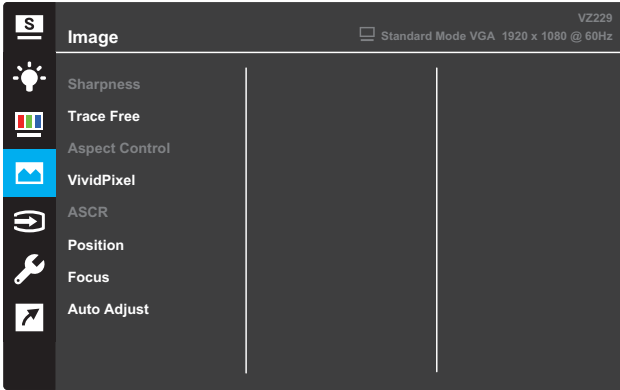 S
VZ229
Image
Standard Mode VGA 1920 x 1080 @ 60Hz
Sharpness
Trace Free
Aspect Control
VividPixel
ASCR
Position
Focus
Auto Adjust